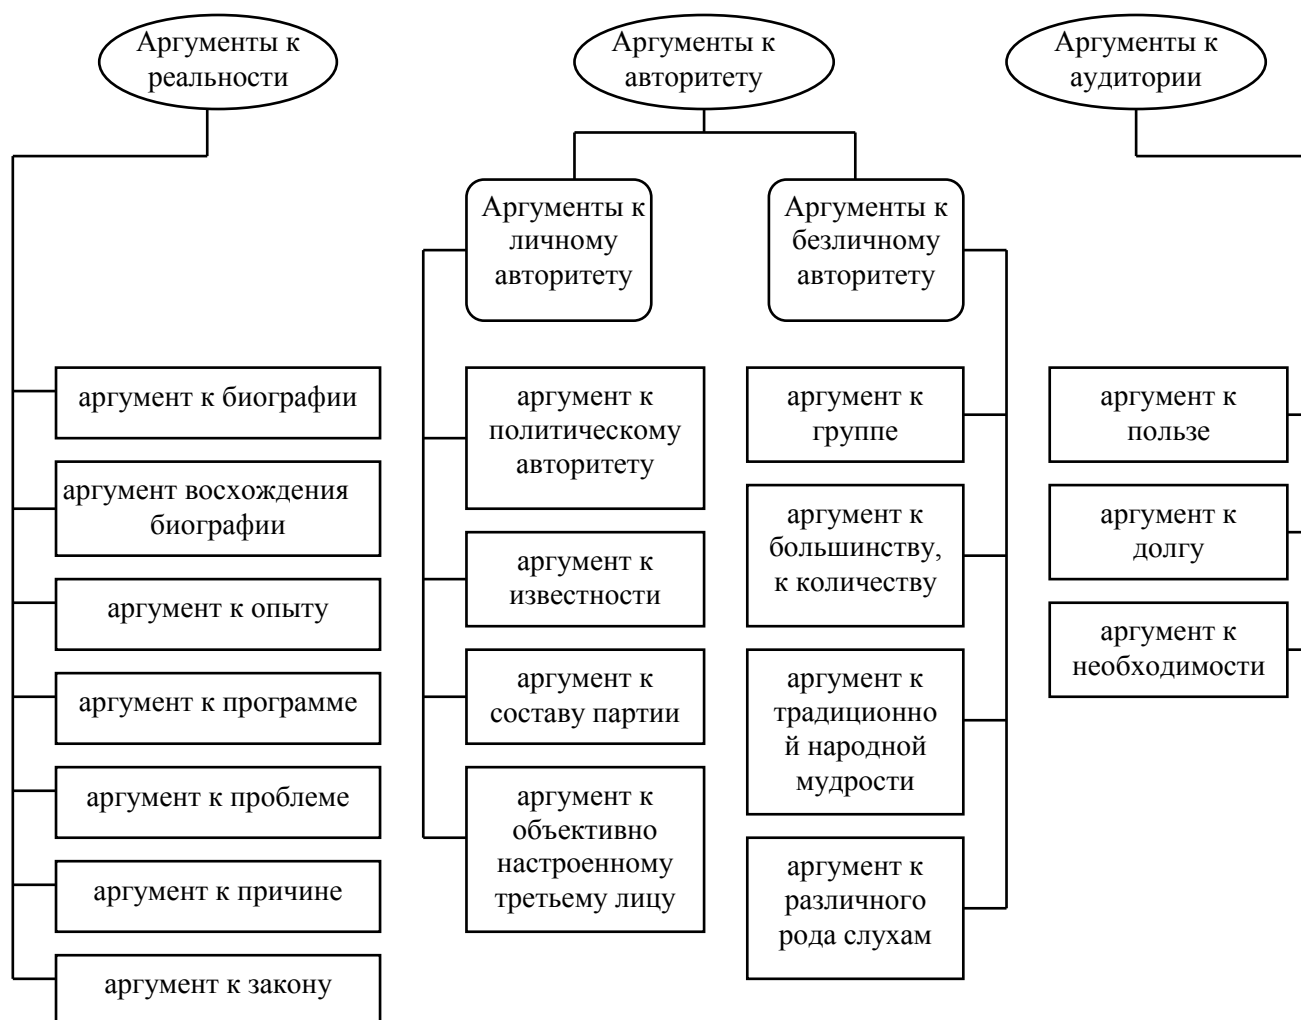 Аргументы к
реальности
Аргументы к
авторитету
Аргументы к
аудитории
Аргументы к
личному
авторитету
Аргументы к
безличному
авторитету
аргумент к биографии
аргумент восхождения
биографии
аргумент к опыту
аргумент к программе
аргумент к проблеме
аргумент к причине
аргумент к закону
аргумент к
политическому
авторитету
аргумент к
известности
аргумент к
составу партии
аргумент к
объективно
настроенному
третьему лицу
аргумент к
группе
аргумент к
большинству,
к количеству
аргумент к
традиционно
й народной
мудрости
аргумент к
различного
рода слухам
аргумент к
пользе
аргумент к
долгу
аргумент к
необходимости